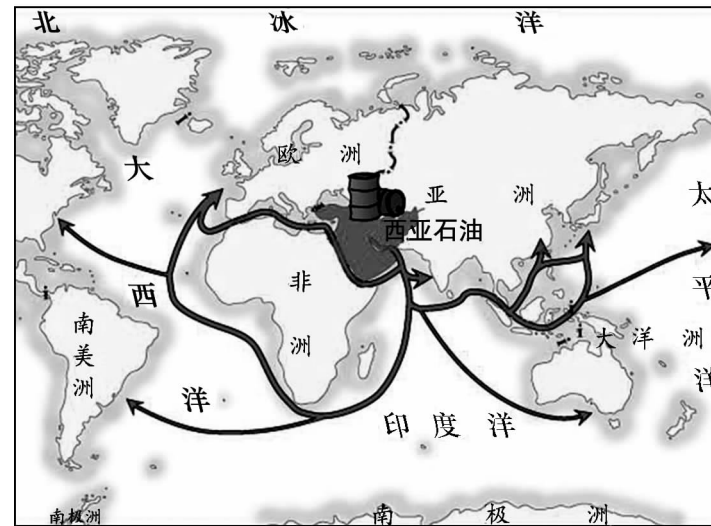 北冰洋
欧洲
大西洋
亚洲
太平洋
西亚石油
非洲
南美洲
大洋洲
印度洋
南极洲
南极洲